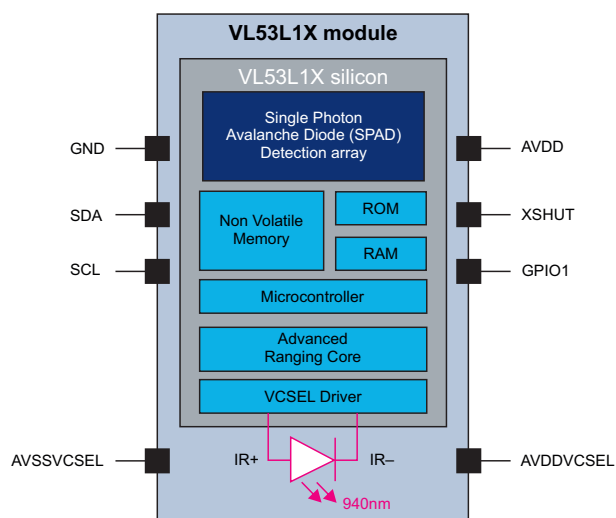 VL53L1X module
VL53L1X silicon
Single Photon
Avalanche Diode (SPAD)
Detection array
GND
AVDD
SDA
XSHUT
Non Volatile
Memory
ROM
RAM
SCL
GPIO1
Microcontroller
Advanced
Ranging Core
VCSEL Driver
AVSSVCSEL
IR+
IR–
AVDDVCSEL
940nm